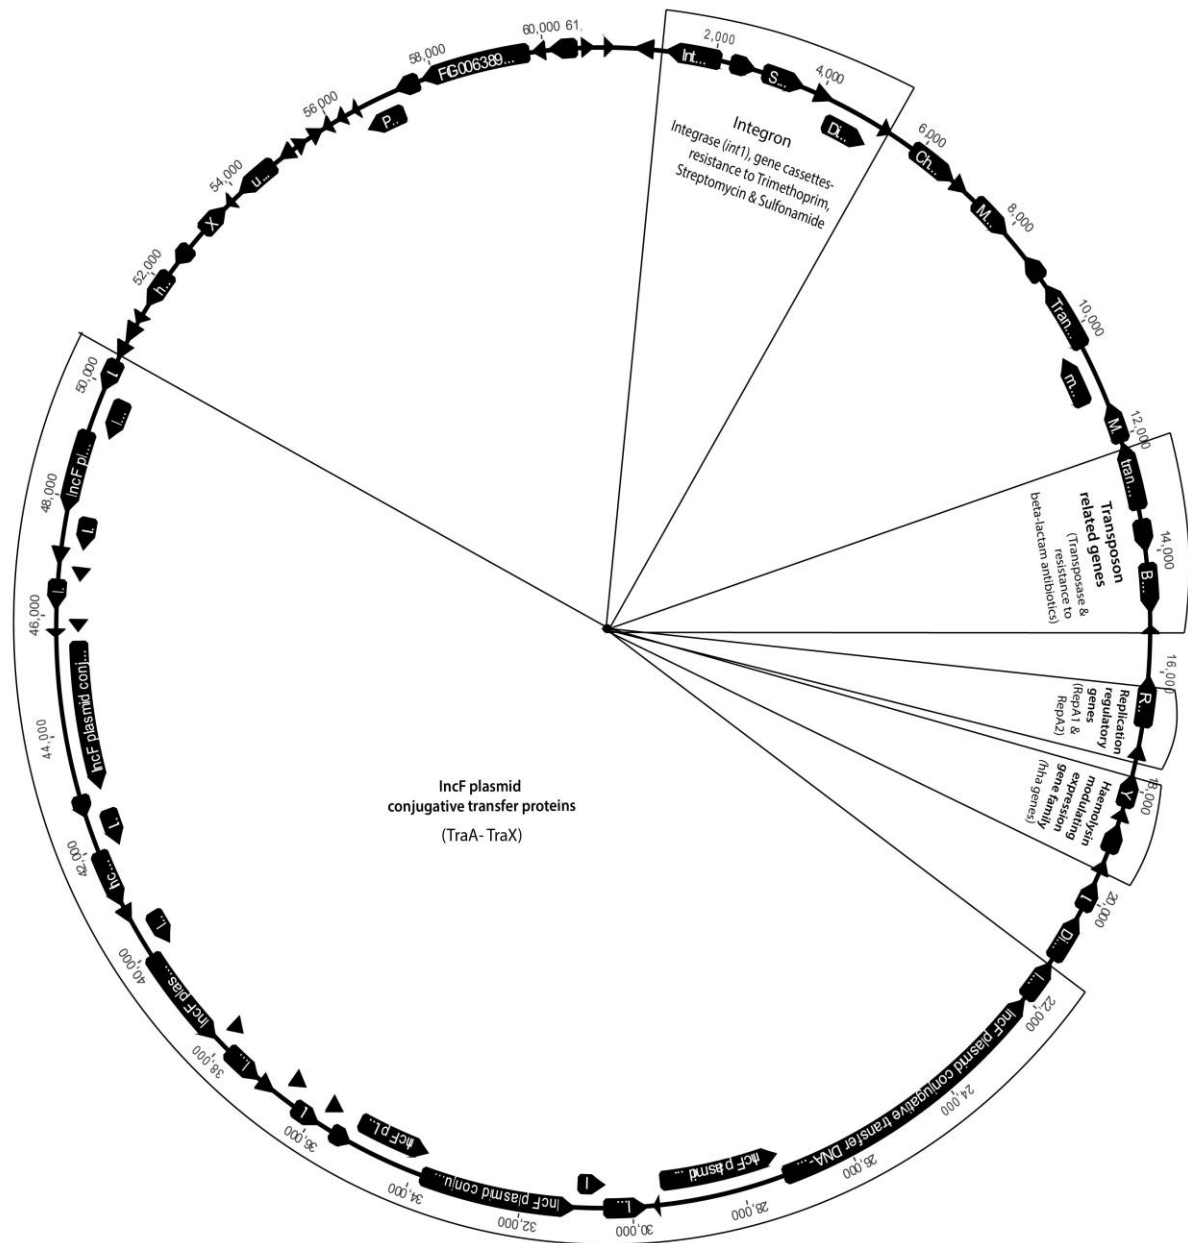 60,000
61,
2,000
4,000
6,000
8,000
10,000
12,000
14,000
16,000
18,000
20,000
22,000
24,000
26,000
28,000
30,000
32,000
34,000
36,000
38,000
40,000
42,000
44,000
46,000
48,000
50,000
52,000
54,000
56,000
58,000
Int...
S...
Di...
Ch...
M...
Tran...
m...
M.
tran...
B...
R...
Y
Di...
IncF plasmid conjugative transfer DNA-...
IncF plasmid ...
IncF plasmid conju...
IncF pl...
IncF plas...
IncF plasmid conj...
IncF pl...
h...
X
u...
P...
FIG006389...
Integron
Integrase (int1), gene cassettes-
resistance to Trimethoprim,
Streptomycin & Sulfonamide
Transposon
related genes
(Transposase &
resistance to
beta-lactam antibiotics)
Replication
regulatory
genes
(RepA1 &
RepA2)
Haemolysin
modulating
expression
gene family
(hha genes)
IncF plasmid
conjugative transfer proteins
(TraA- TraX)